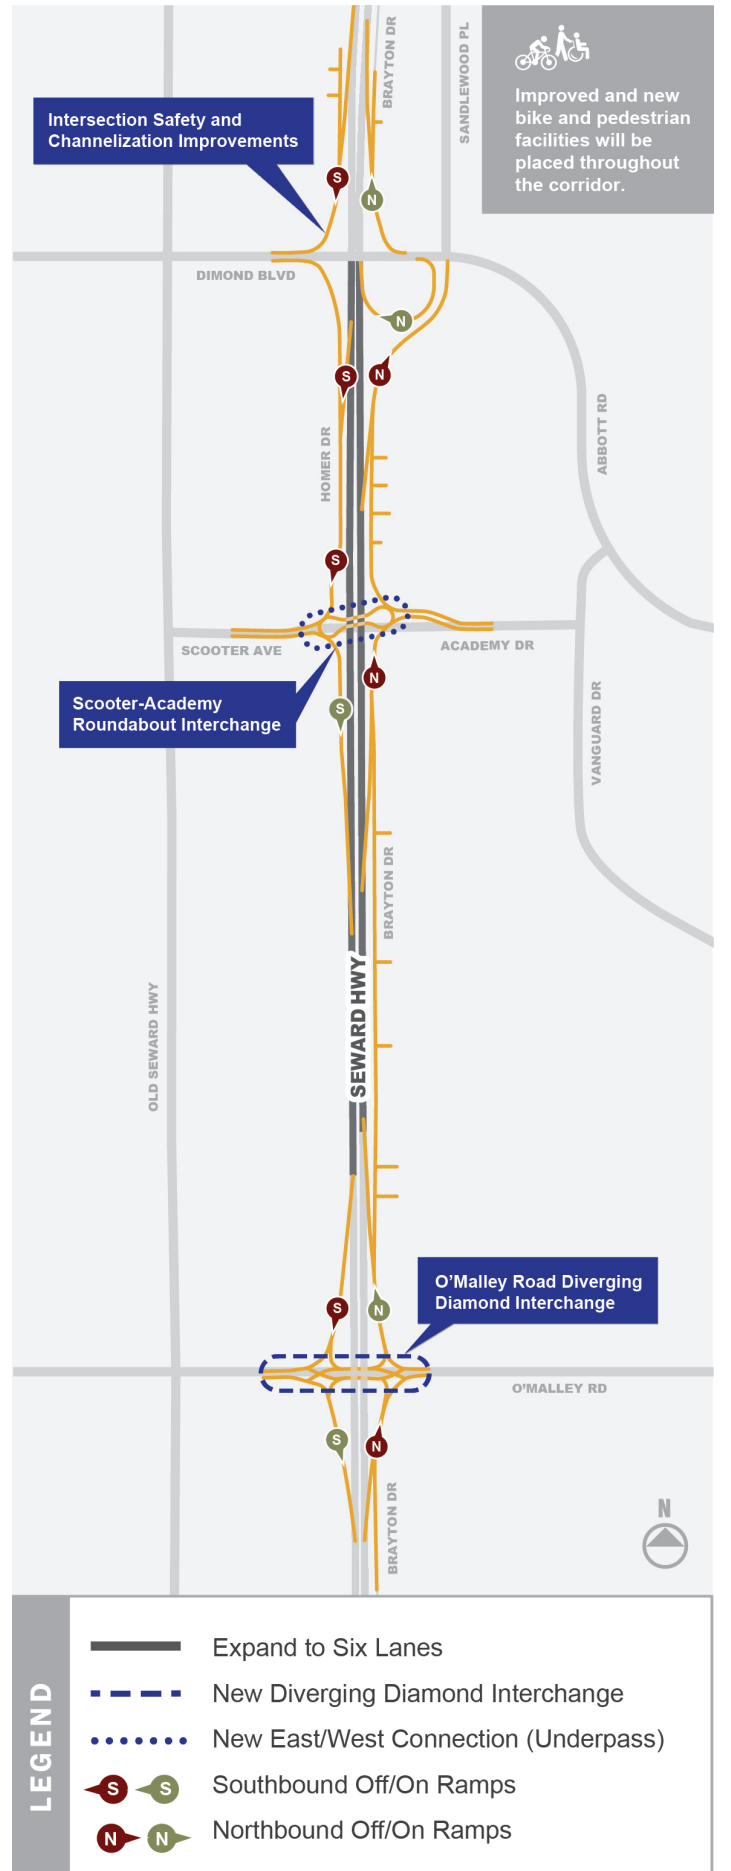 BRAYTON DR
SANDLEWOOD PL
Improved and new
bike and pedestrian
facilities will be
placed throughout
the corridor.
Intersection Safety and
Channelization Improvements
S
N
DIMOND BLVD
N
S
N
HOMER DR
ABBOTT RD
S
SCOOTER AVE
ACADEMY DR
N
Scooter-Academy
Roundabout Interchange
S
VANGUARD DR
BRAYTON DR
SEWARD HWY
OLD SEWARD HWY
O'Malley Road Diverging
Diamond Interchange
S
N
O'MALLEY RD
S
N
BRAYTON DR
N
LEGEND
Expand to Six Lanes
New Diverging Diamond Interchange
New East/West Connection (Underpass)
S S Southbound Off/On Ramps
N N Northbound Off/On Ramps